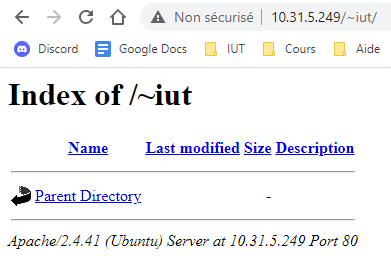 Non sécurisé | 10.31.5.249/~iut/
Discord Google Docs IUT Cours Aide
Index of /~iut
Name Last modified Size Description
Parent Directory -
Apache/2.4.41 (Ubuntu) Server at 10.31.5.249 Port 80